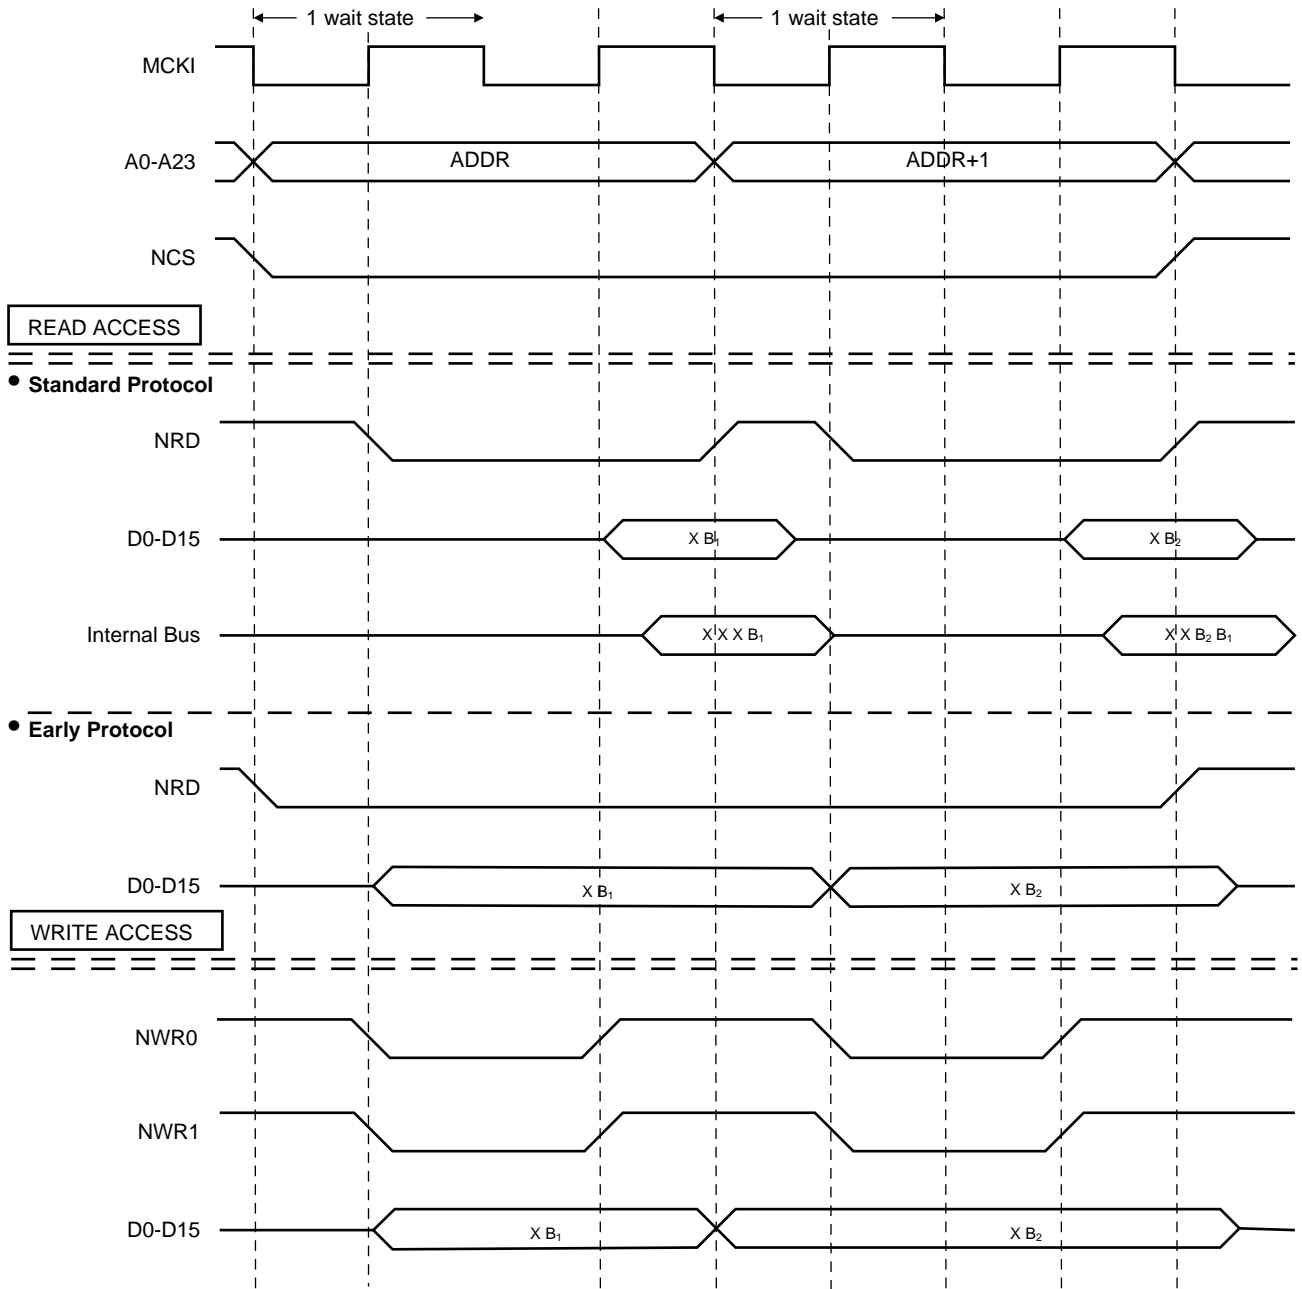 1 wait state 1 wait state
MCKI
A0-A23 ADDR ADDR+1
NCS
READ ACCESS
• Standard Protocol
NRD
D0-D15 X B₁ X B₂
Internal Bus X X X B₁ X X B₂ B₁
• Early Protocol
NRD
D0-D15 X B₁ X B₂
WRITE ACCESS
NWR0
NWR1
D0-D15 X B₁ X B₂